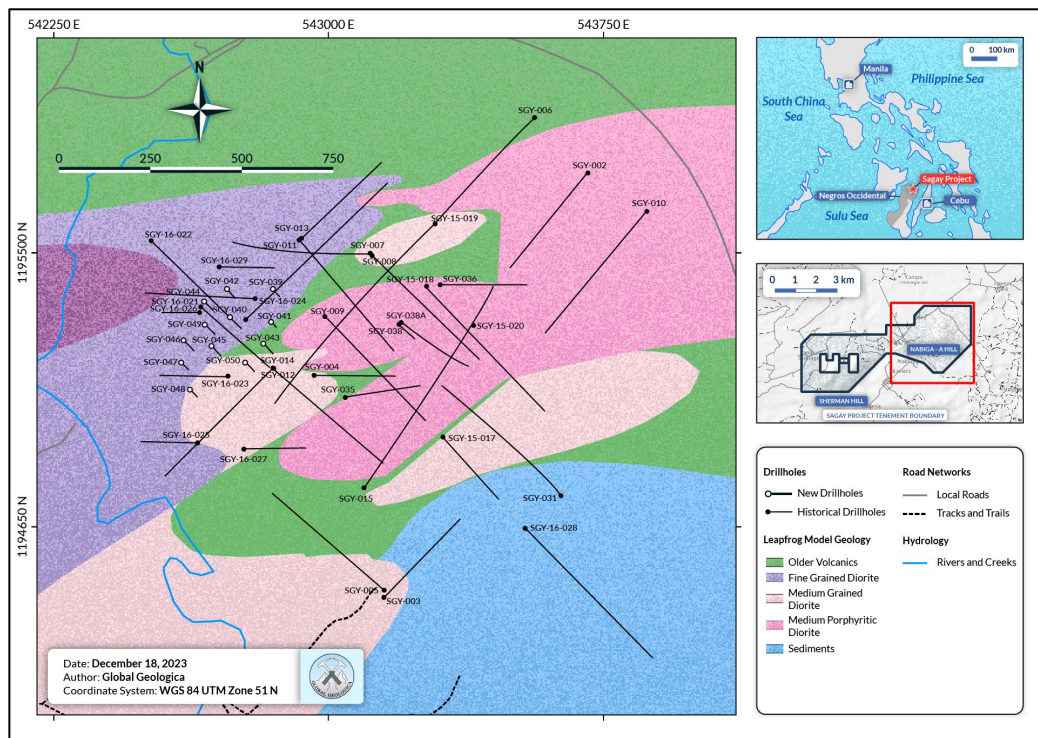 542250 E
543000 E
543750 E
N
0 250 500 750
1195500 N
1194650 N
SGY-006
SGY-002
SGY-010
SGY-15-019
SGY-013
SGY-011
SGY-16-022
SGY-007
SGY-008
SGY-16-029
SGY-042
SGY-039
SGY-044
SGY-16-021
SGY-16-026
SGY-16-024
SGY-040
SGY-041
SGY-15-018
SGY-036
SGY-009
SGY-038A
SGY-038
SGY-15-020
SGY-049
SGY-046
SGY-045
SGY-043
SGY-047
SGY-050
SGY-014
SGY-012
SGY-004
SGY-16-023
SGY-048
SGY-035
SGY-16-025
SGY-16-027
SGY-15-017
SGY-015
SGY-031
SGY-16-028
SGY-005
SGY-003
Date: December 18, 2023
Author: Global Geologica
Coordinate System: WGS 84 UTM Zone 51 N
GLOBAL GEOLOGICA
0 100 km
Manila
Philippine Sea
South China
Sea
Sagay Project
Negros Occidental
Cebu
Sulu Sea
0 1 2 3 km
NABIGA - A HILL
SHERMAN HILL
SAGAY PROJECT TENEMENT BOUNDARY
Drillholes
New Drillholes
Historical Drillholes
Leapfrog Model Geology
Older Volcanics
Fine Grained Diorite
Medium Grained
Diorite
Medium Porphyritic
Diorite
Sediments
Road Networks
Local Roads
Tracks and Trails
Hydrology
Rivers and Creeks